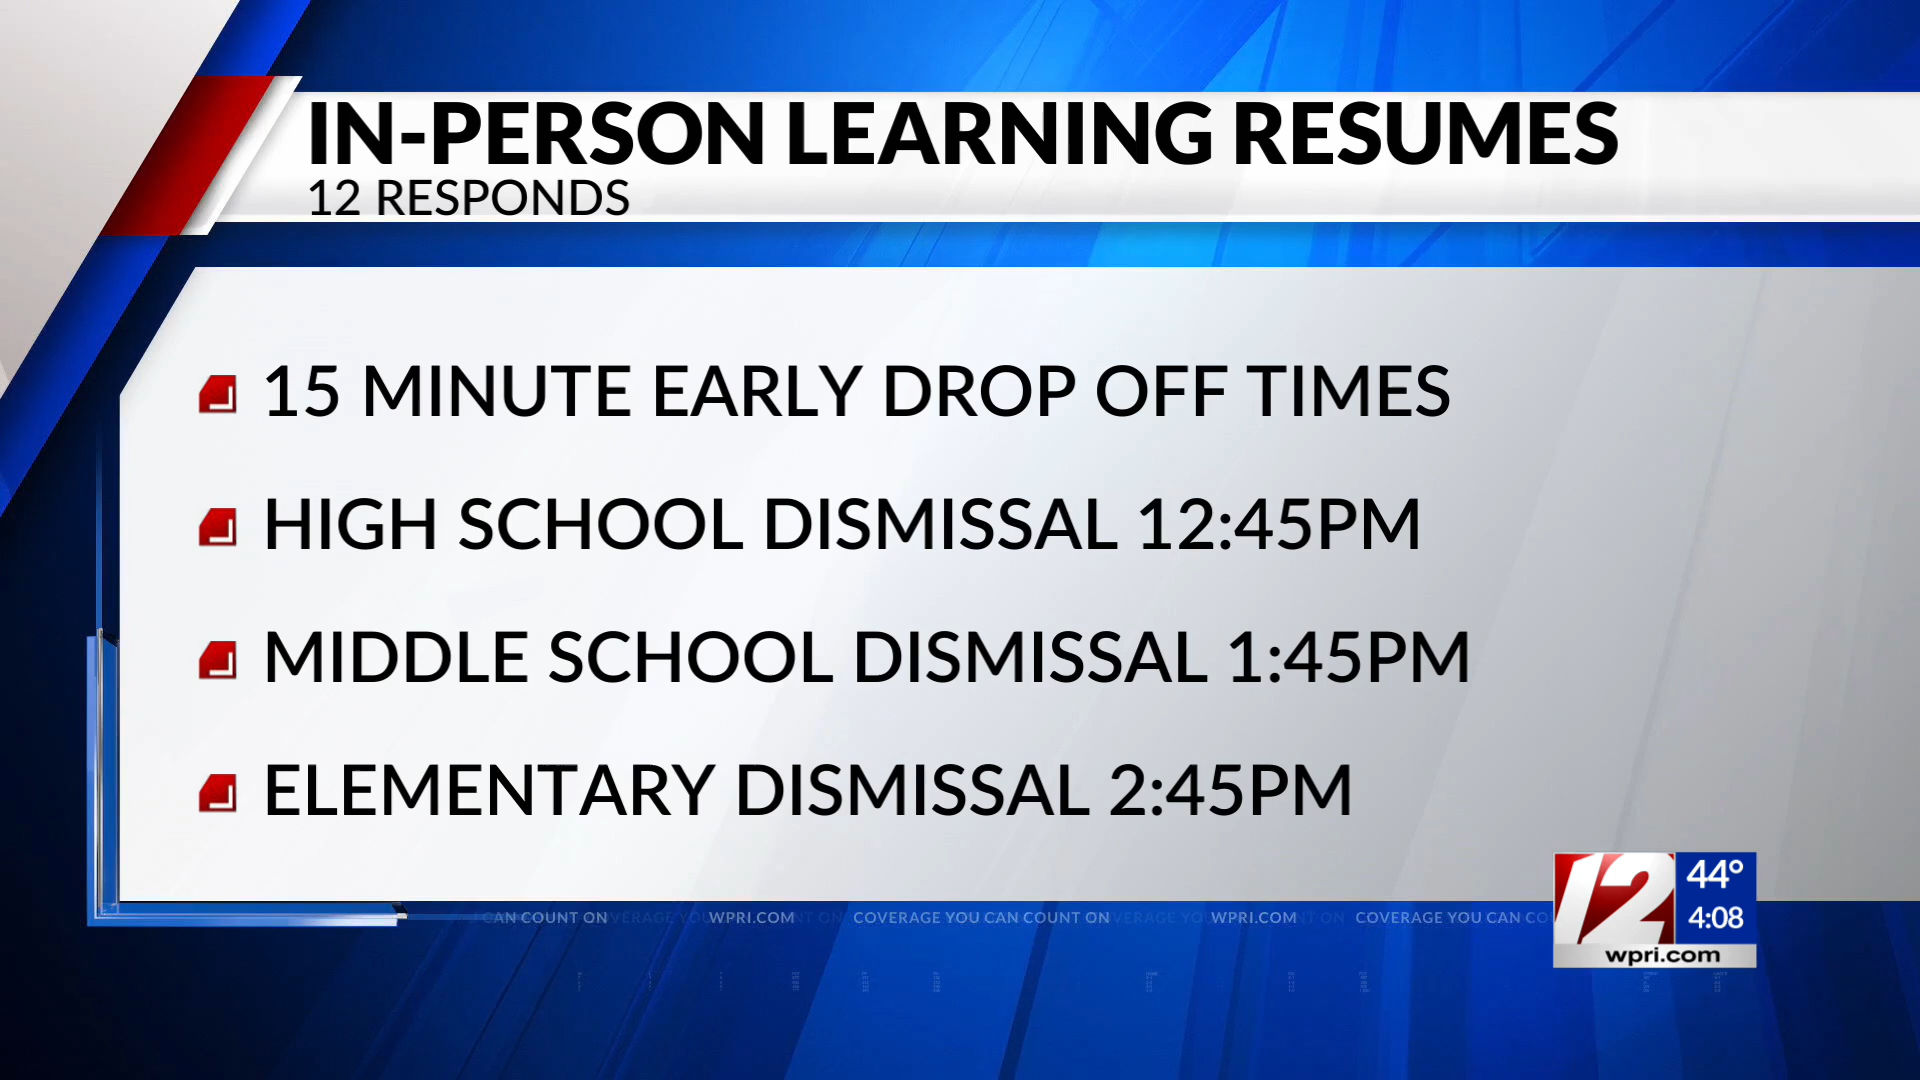 IN-PERSON LEARNING RESUMES
12 RESPONDS
15 MINUTE EARLY DROP OFF TIMES
HIGH SCHOOL DISMISSAL 12:45PM
MIDDLE SCHOOL DISMISSAL 1:45PM
ELEMENTARY DISMISSAL 2:45PM
12 44°
4:08
wpri.com
CAN COUNT ON WPRI.COM COVERAGE YOU CAN COUNT ON WPRI.COM COVERAGE YOU CAN CO